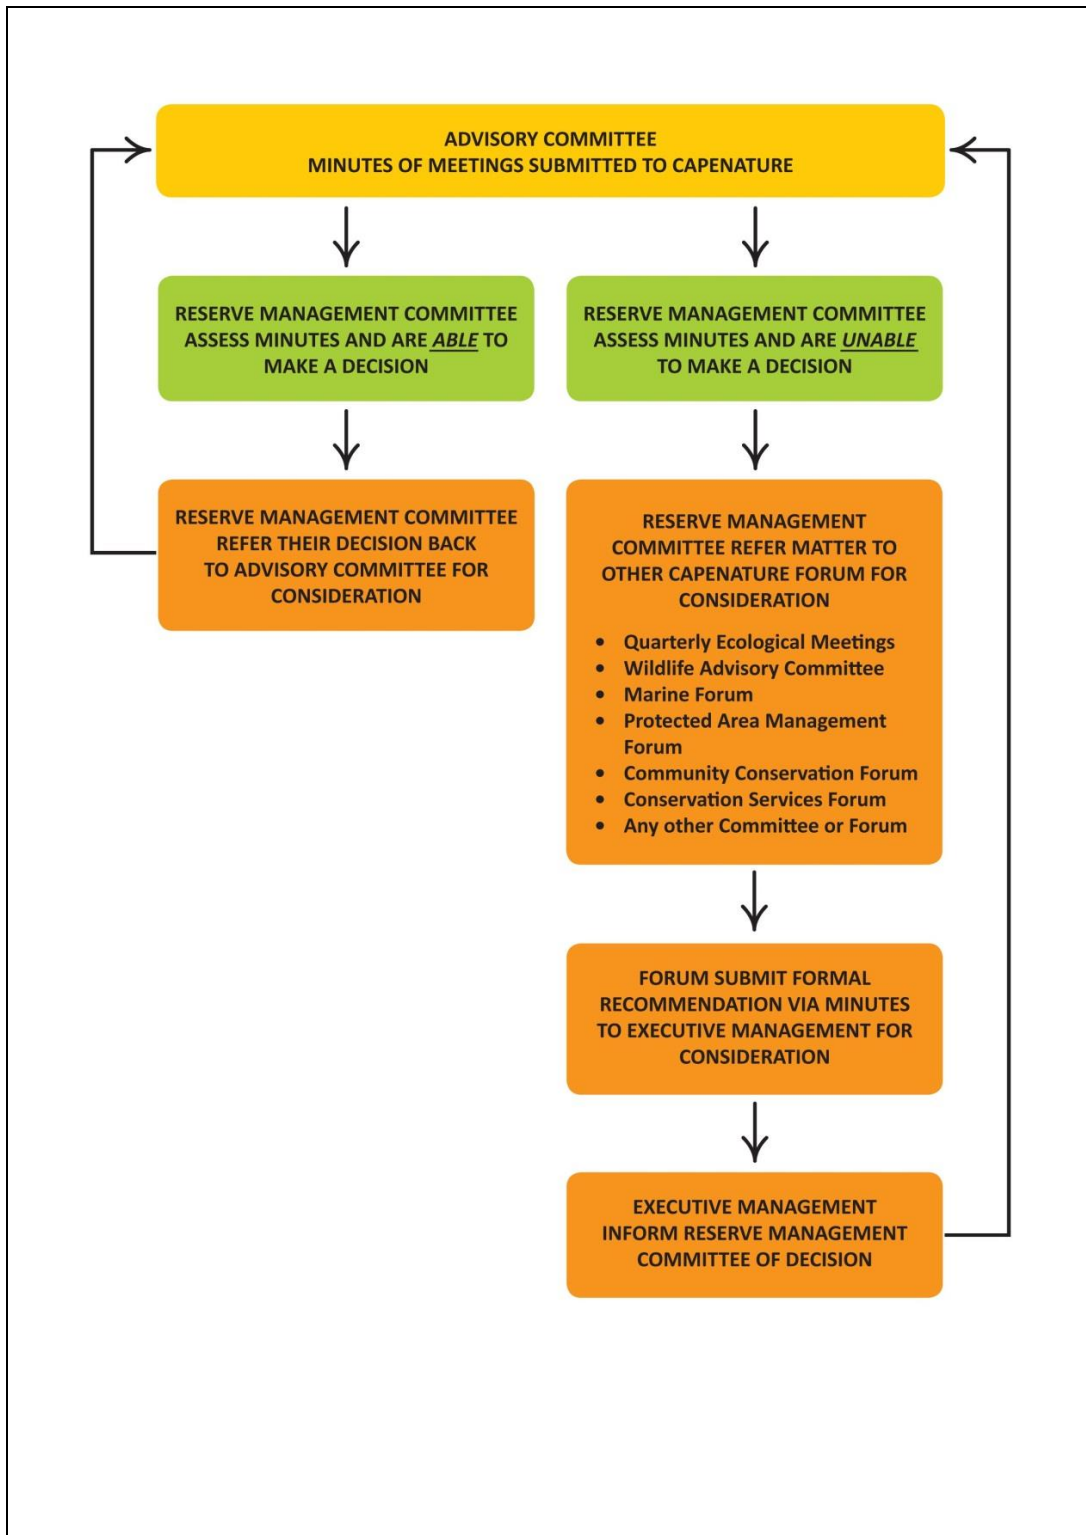 ADVISORY COMMITTEE
MINUTES OF MEETINGS SUBMITTED TO CAPENATURE
RESERVE MANAGEMENT COMMITTEE
ASSESS MINUTES AND ARE ABLE TO
MAKE A DECISION
RESERVE MANAGEMENT COMMITTEE
ASSESS MINUTES AND ARE UNABLE
TO MAKE A DECISION
RESERVE MANAGEMENT COMMITTEE
REFER THEIR DECISION BACK
TO ADVISORY COMMITTEE FOR
CONSIDERATION
RESERVE MANAGEMENT
COMMITTEE REFER MATTER TO
OTHER CAPENATURE FORUM FOR
CONSIDERATION
• Quarterly Ecological Meetings
• Wildlife Advisory Committee
• Marine Forum
• Protected Area Management
Forum
• Community Conservation Forum
• Conservation Services Forum
• Any other Committee or Forum
FORUM SUBMIT FORMAL
RECOMMENDATION VIA MINUTES
TO EXECUTIVE MANAGEMENT FOR
CONSIDERATION
EXECUTIVE MANAGEMENT
INFORM RESERVE MANAGEMENT
COMMITTEE OF DECISION